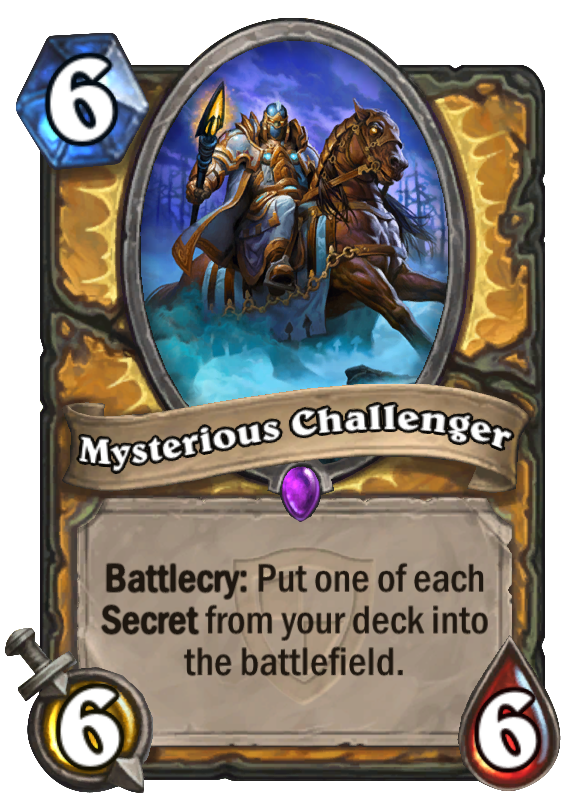 6
Mysterious Challenger
Battlecry: Put one of each
Secret from your deck into
the battlefield.
6
6